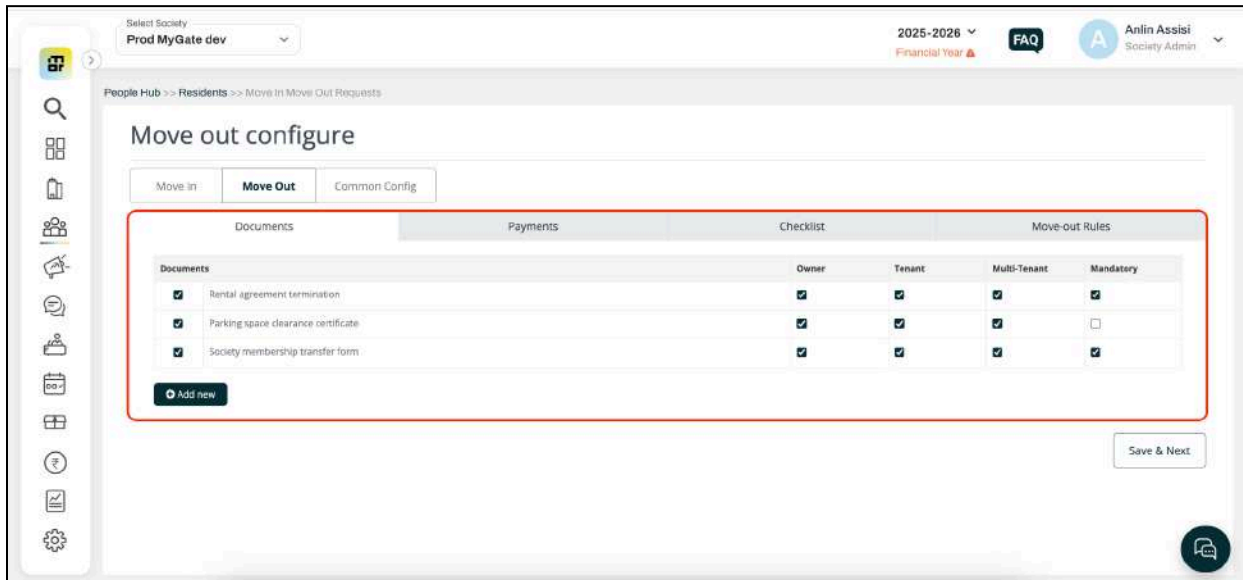 Select Society
Prod MyGate dev
2025-2026
Financial Year
FAQ
A
Anlin Assisi
Society Admin
People Hub >> Residents >> Move In Move Out Requests
Move out configure
Move In
Move Out
Common Config
Documents
Payments
Checklist
Move-out Rules
Documents
Owner
Tenant
Multi-Tenant
Mandatory
Rental agreement termination
Parking space clearance certificate
Society membership transfer form
Add new
Save & Next